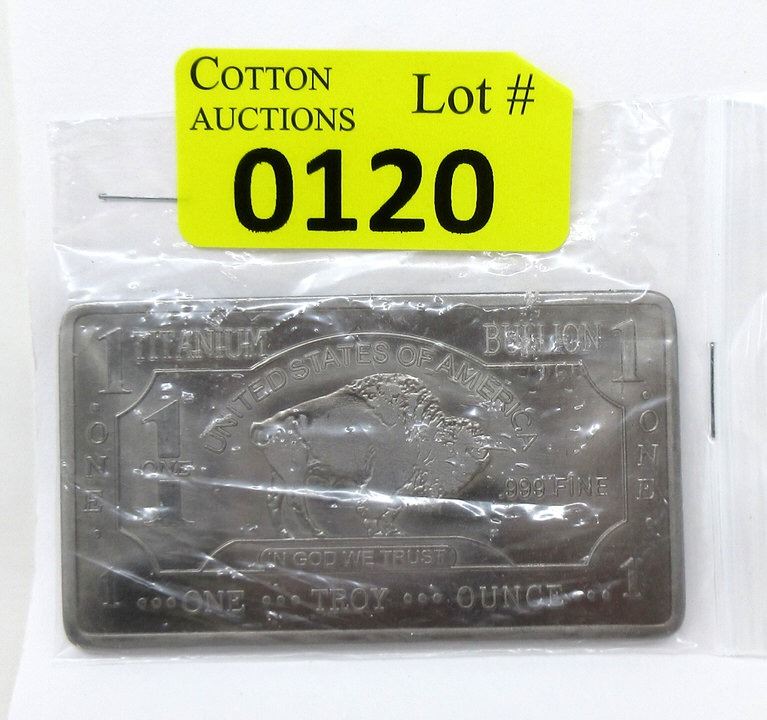 COTTON
AUCTIONS
Lot #
0120
1 TITANIUM BULLION 1
UNITED STATES OF AMERICA
·ONE·
1
ONE
.999 FINE
·ONE·
IN GOD WE TRUST
1 ...ONE ... TROY ... OUNCE ... 1